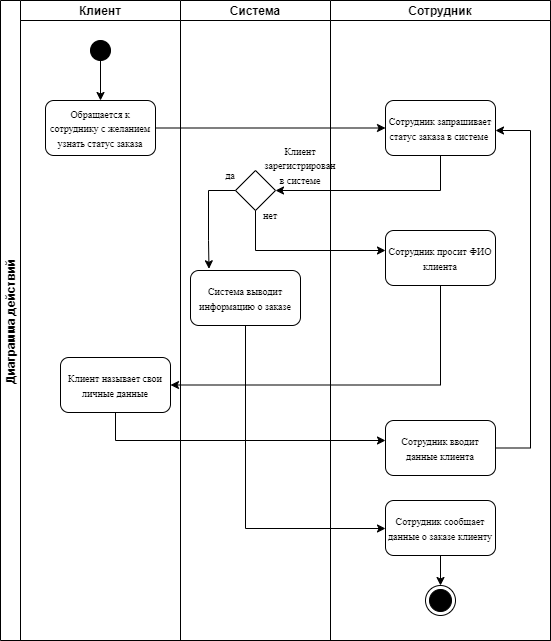 Клиент
Система
Сотрудник
Диаграмма действий
Обращается к
сотруднику с желанием
узнать статус заказа
Сотрудник запрашивает
статус заказа в системе
Клиент
зарегистрирован
в системе
да
нет
Сотрудник просит ФИО
клиента
Система выводит
информацию о заказе
Клиент называет свои
личные данные
Сотрудник вводит
данные клиента
Сотрудник сообщает
данные о заказе клиенту